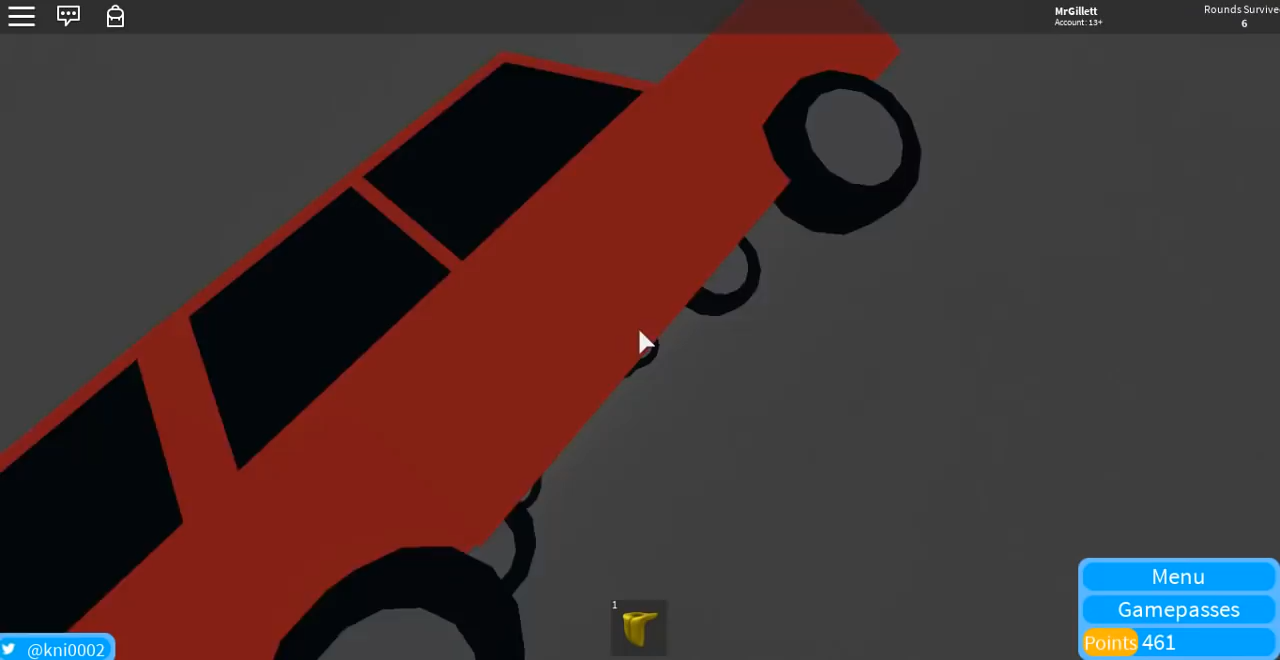 MrGillett
Account: 13+
Rounds Survive
6
1
Menu
Gamepasses
Points 461
@kni0002